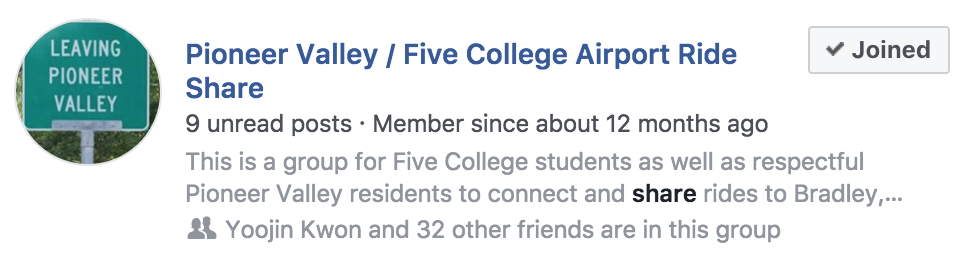 LEAVING
PIONEER
VALLEY
Pioneer Valley / Five College Airport Ride
Share
Joined
9 unread posts · Member since about 12 months ago
This is a group for Five College students as well as respectful
Pioneer Valley residents to connect and share rides to Bradley,...
Yoojin Kwon and 32 other friends are in this group